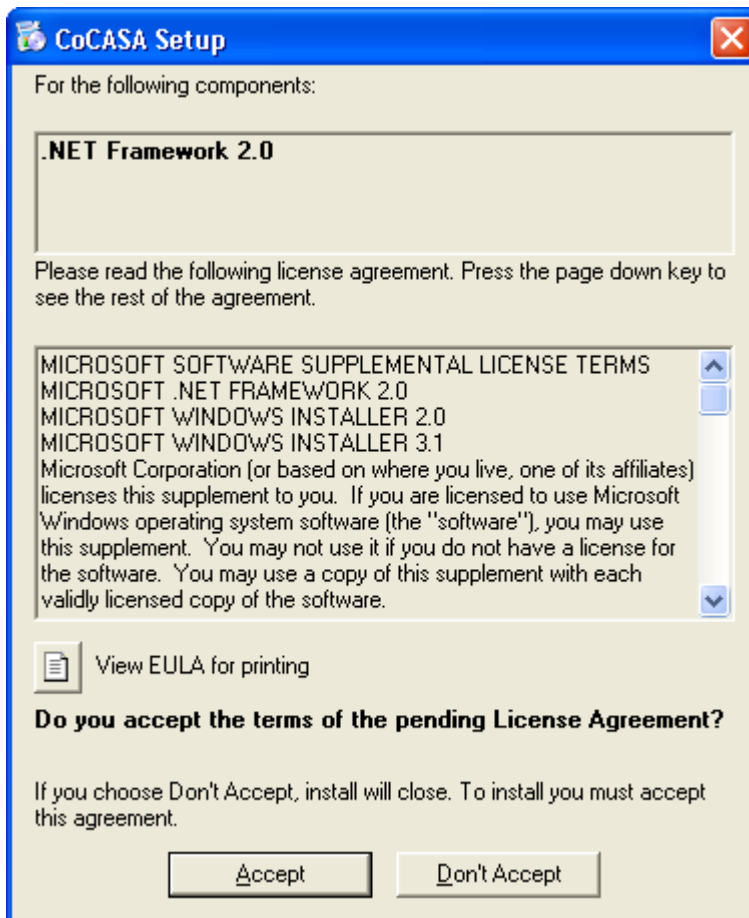 CoCASA Setup
For the following components:
.NET Framework 2.0
Please read the following license agreement. Press the page down key to
see the rest of the agreement.
MICROSOFT SOFTWARE SUPPLEMENTAL LICENSE TERMS
MICROSOFT .NET FRAMEWORK 2.0
MICROSOFT WINDOWS INSTALLER 2.0
MICROSOFT WINDOWS INSTALLER 3.1
Microsoft Corporation (or based on where you live, one of its affiliates)
licenses this supplement to you.  If you are licensed to use Microsoft
Windows operating system software (the "software"), you may use
this supplement.  You may not use it if you do not have a license for
the software.  You may use a copy of this supplement with each
validly licensed copy of the software.
View EULA for printing
Do you accept the terms of the pending License Agreement?
If you choose Don't Accept, install will close. To install you must accept
this agreement.
Accept
Don't Accept